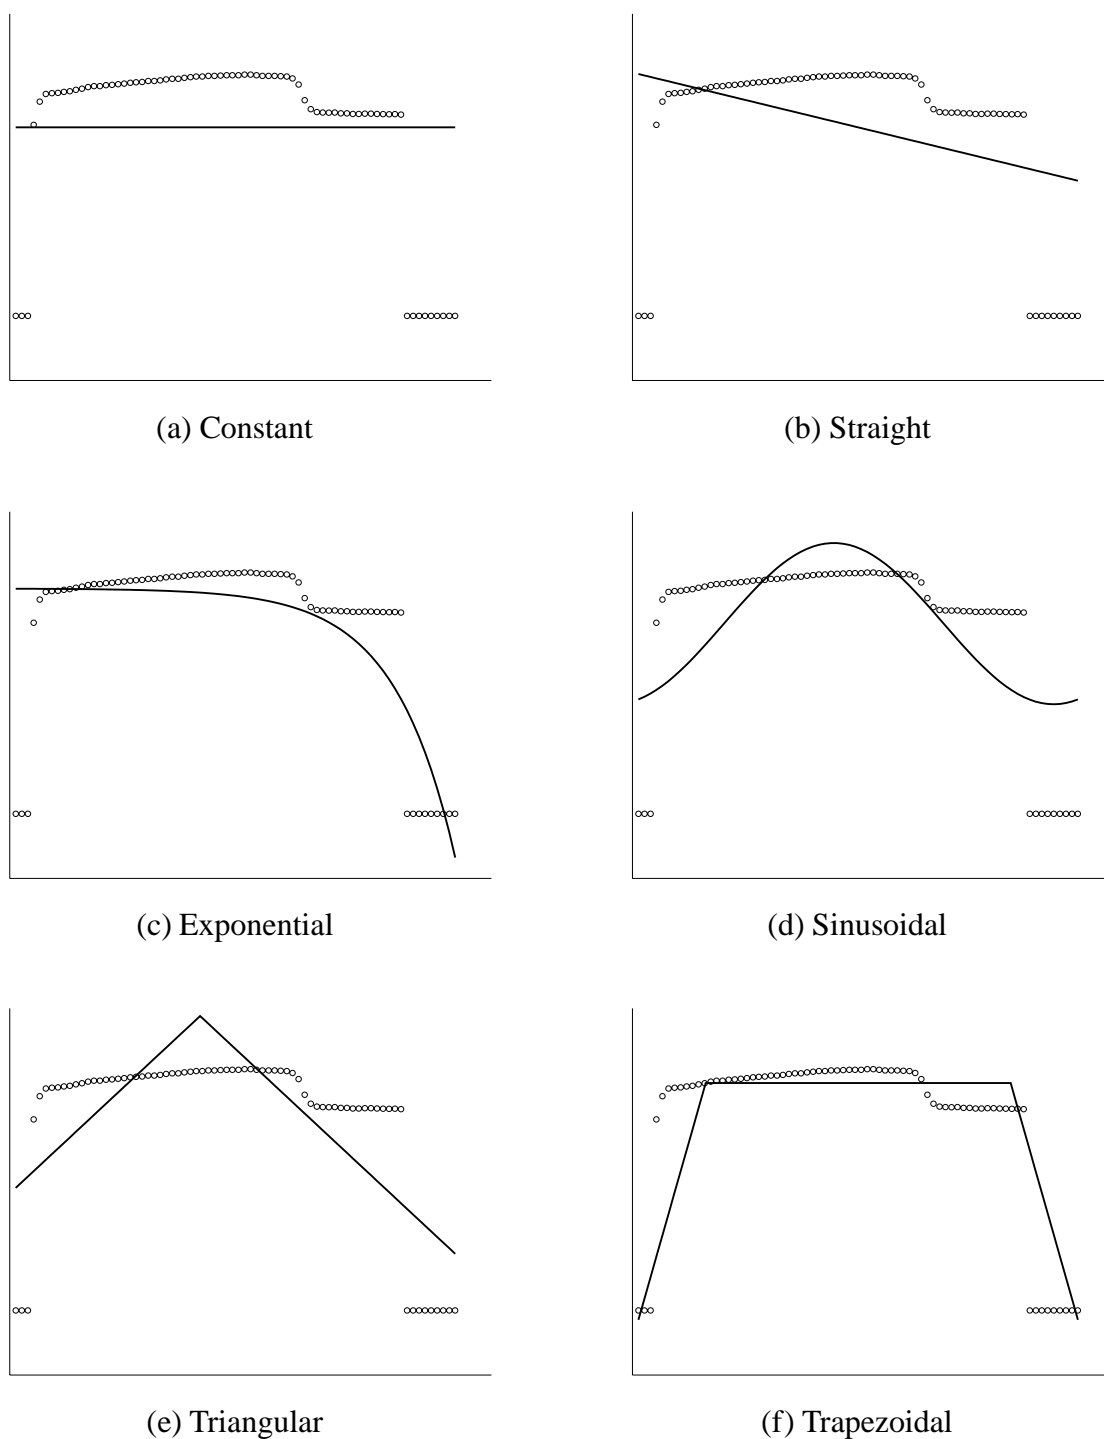 (a) Constant
(b) Straight
(c) Exponential
(d) Sinusoidal
(e) Triangular
(f) Trapezoidal